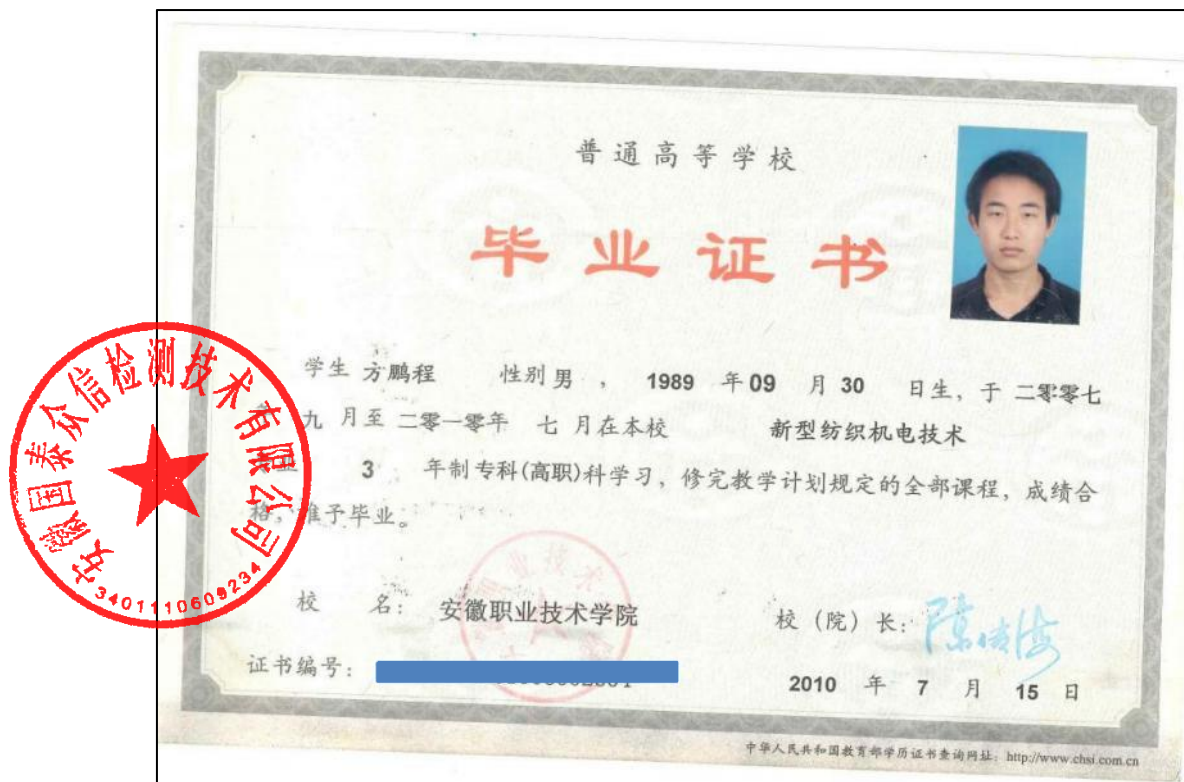 普通高等学校
毕业证书
学生 方鹏程 性别 男 , 1989 年 09 月 30 日生, 于 二零零七
九 月至 二零一零年 七 月在本校 新型纺织机电技术
3 年制 专科(高职)科学习, 修完教学计划规定的全部课程, 成绩合
格, 准予毕业。
校 名: 安徽职业技术学院 校 (院) 长:
证书编号:
2010 年 7 月 15 日
中华人民共和国教育部学历证书查询网址: http://www.chsi.com.cn
安徽国泰众信检测技术有限公司
3401110609234